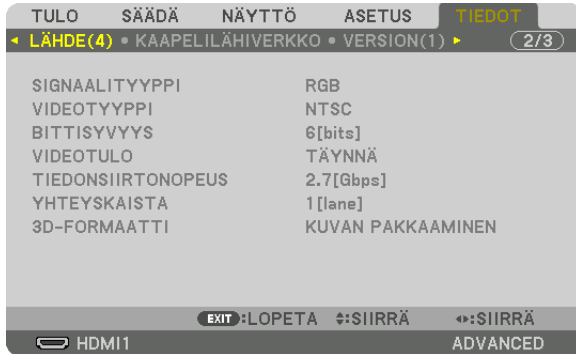 TULO SÄÄDÄ NÄYTTÖ ASETUS TIEDOT
◄ LÄHDE(4) • KAAPELILÄHIVERKKO • VERSION(1) ► 2/3
SIGNAALITYYPPI RGB
VIDEOTYYPPI NTSC
BITTISYVYYS 6[bits]
VIDEOTULO TÄYNNÄ
TIEDONSIIRTONOPEUS 2.7[Gbps]
YHTEYSKAISTA 1[lane]
3D-FORMAATTI KUVAN PAKKAAMINEN
EXIT:LOPETA ⬍:SIIRRÄ ⬌:SIIRRÄ
HDMI1 ADVANCED